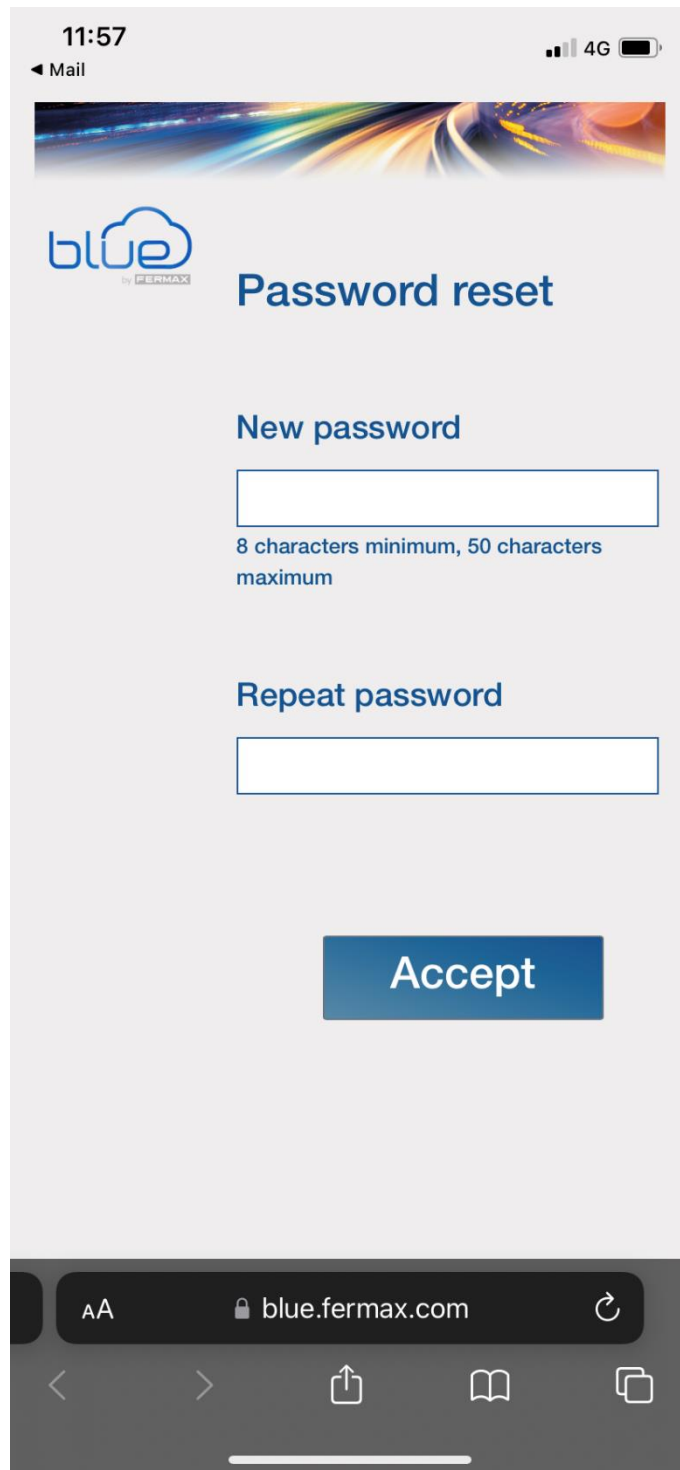 11:57
4G
◀ Mail
blue
by FERMAX
Password reset
New password
8 characters minimum, 50 characters
maximum
Repeat password
Accept
AA
blue.fermax.com